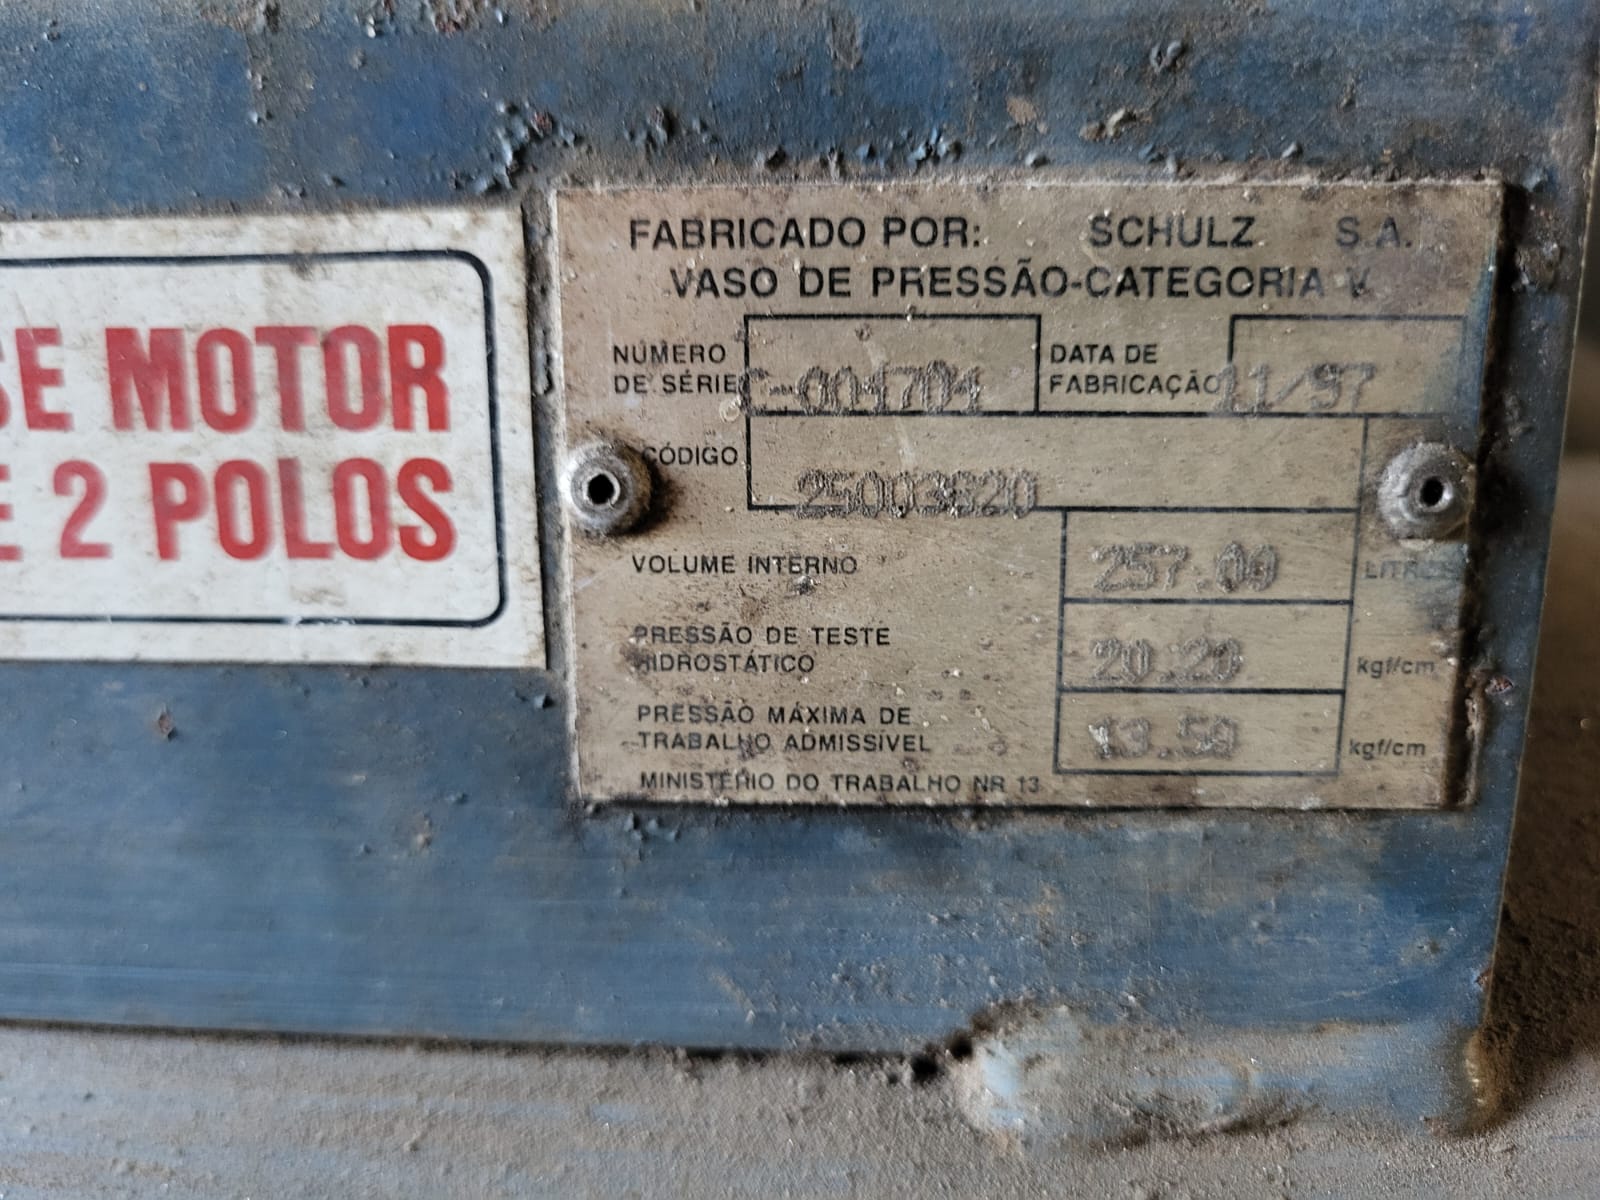 SE MOTOR
E 2 POLOS
FABRICADO POR: SCHULZ S.A.
VASO DE PRESSÃO-CATEGORIA V
NÚMERO
DE SÉRIE -004704
DATA DE
FABRICAÇÃO 11/97
CÓDIGO
25003620
VOLUME INTERNO 257.00 LITROS
PRESSÃO DE TESTE
HIDROSTÁTICO 20.20 kgf/cm
PRESSÃO MÁXIMA DE
TRABALHO ADMISSÍVEL 13.50 kgf/cm
MINISTÉRIO DO TRABALHO NR 13